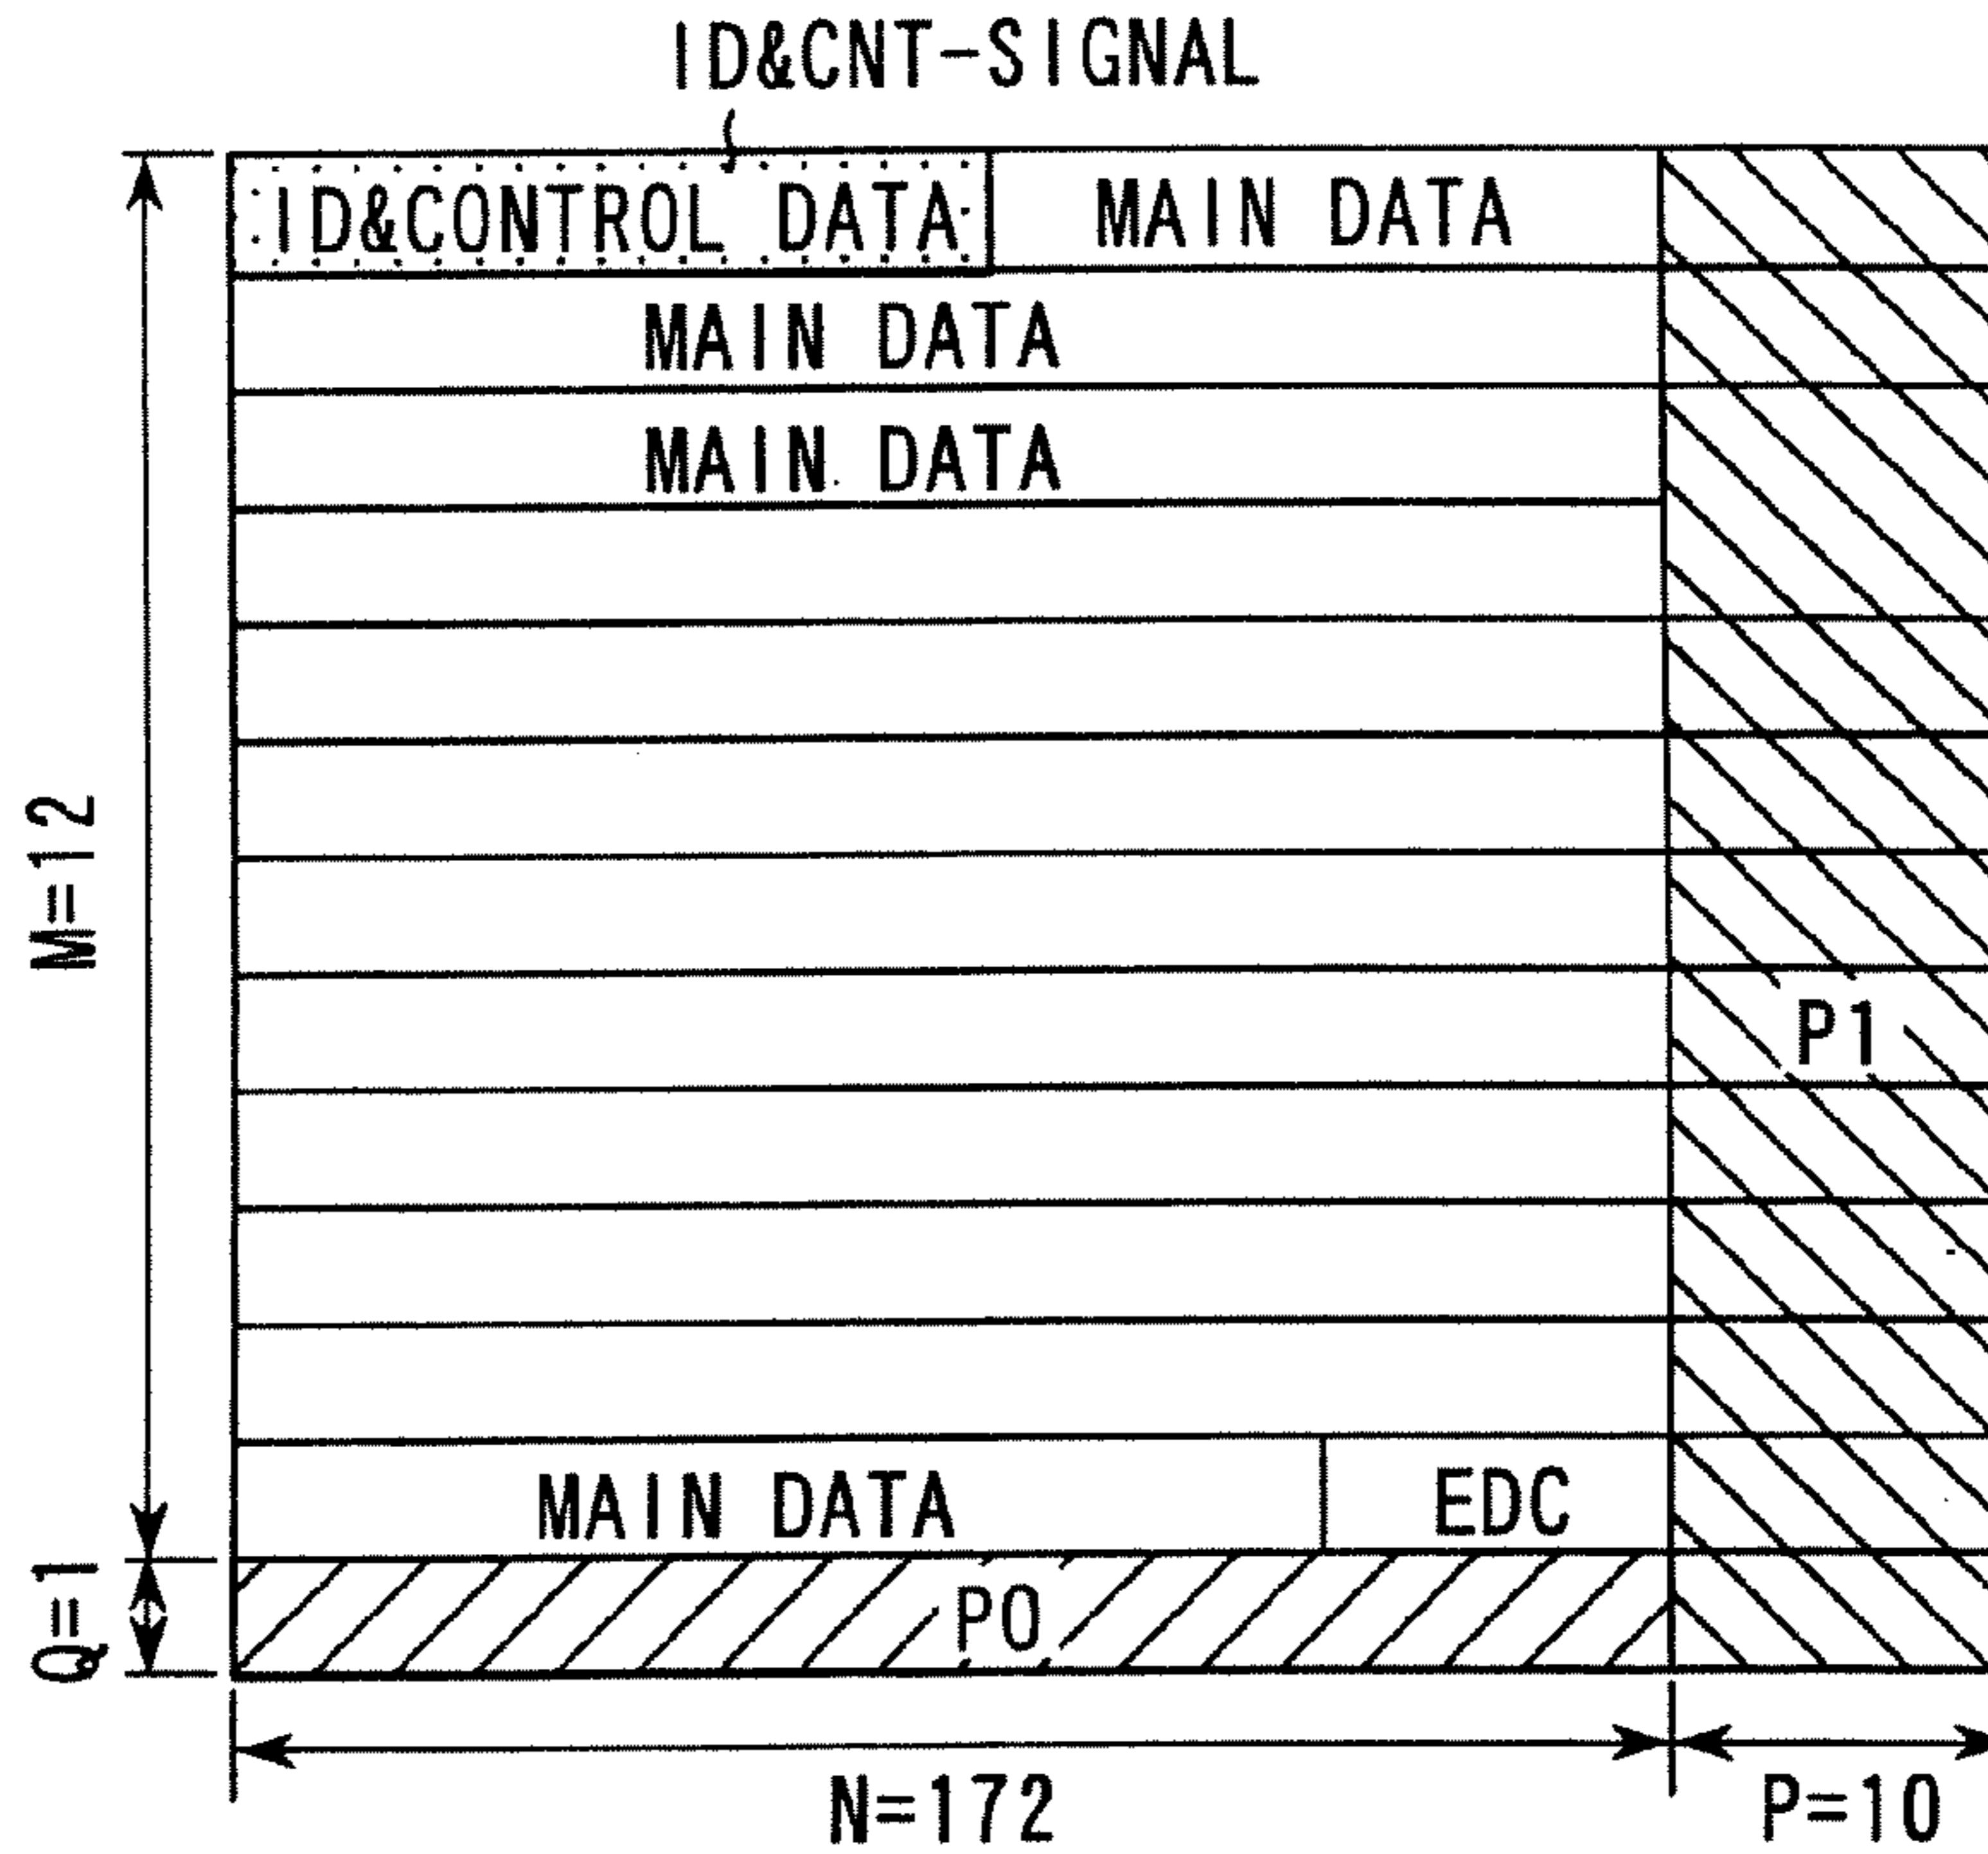 ID&CNT-SIGNAL
ID&CONTROL DATA
MAIN DATA
MAIN DATA
MAIN DATA
M=12
P1
MAIN DATA
EDC
Q=1
PO
N=172
P=10